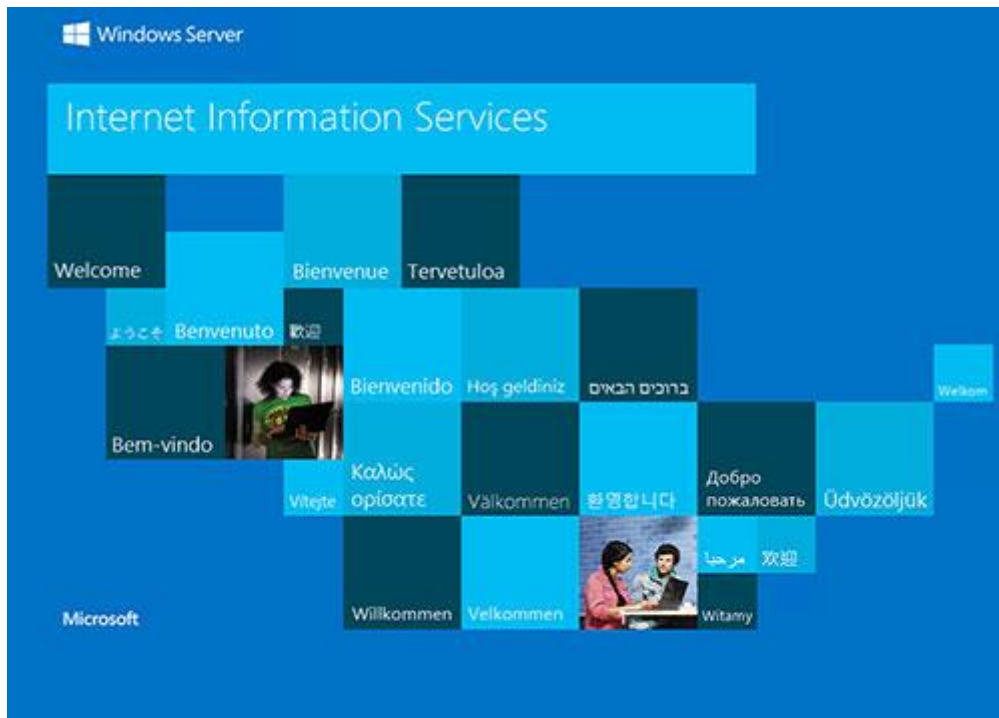 Windows Server
Internet Information Services
Welcome
Bienvenue
Tervetuloa
ようこそ
Benvenuto
歡迎
Bienvenido
Hoş geldiniz
ברוכים הבאים
Welkom
Bem-vindo
Vítejte
Καλώς
ορίσατε
Välkommen
환영합니다
Добро
пожаловать
Üdvözöljük
مرحبا
欢迎
Microsoft
Willkommen
Velkommen
Witamy